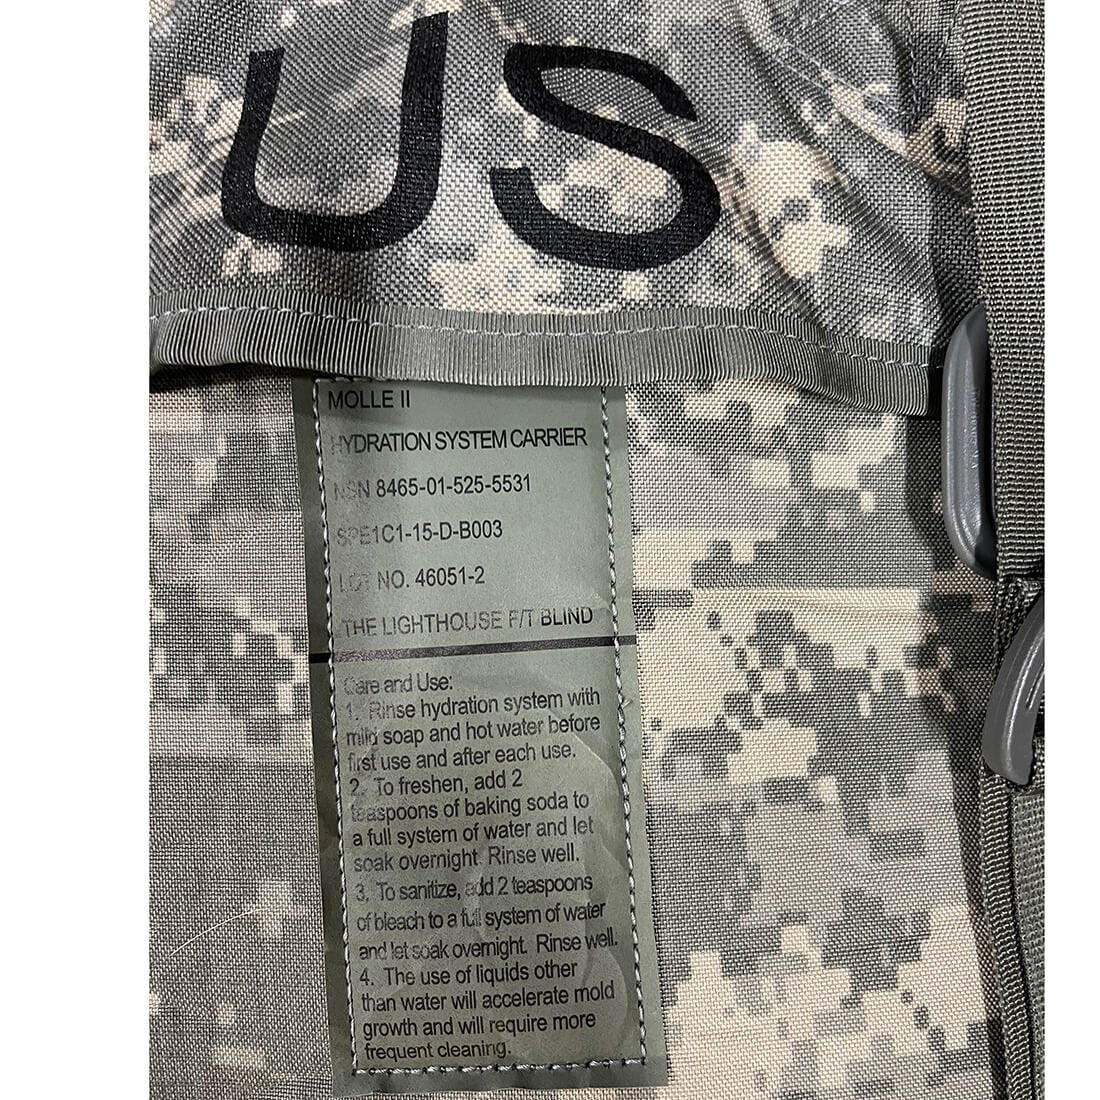 US
MOLLE II
HYDRATION SYSTEM CARRIER
NSN 8465-01-525-5531
SPE1C1-15-D-B003
LOT NO. 46051-2
THE LIGHTHOUSE F/T BLIND
Care and Use:
1. Rinse hydration system with
mild soap and hot water before
first use and after each use.
2. To freshen, add 2
teaspoons of baking soda to
a full system of water and let
soak overnight. Rinse well.
3. To sanitize, add 2 teaspoons
of bleach to a full system of water
and let soak overnight. Rinse well.
4. The use of liquids other
than water will accelerate mold
growth and will require more
frequent cleaning.